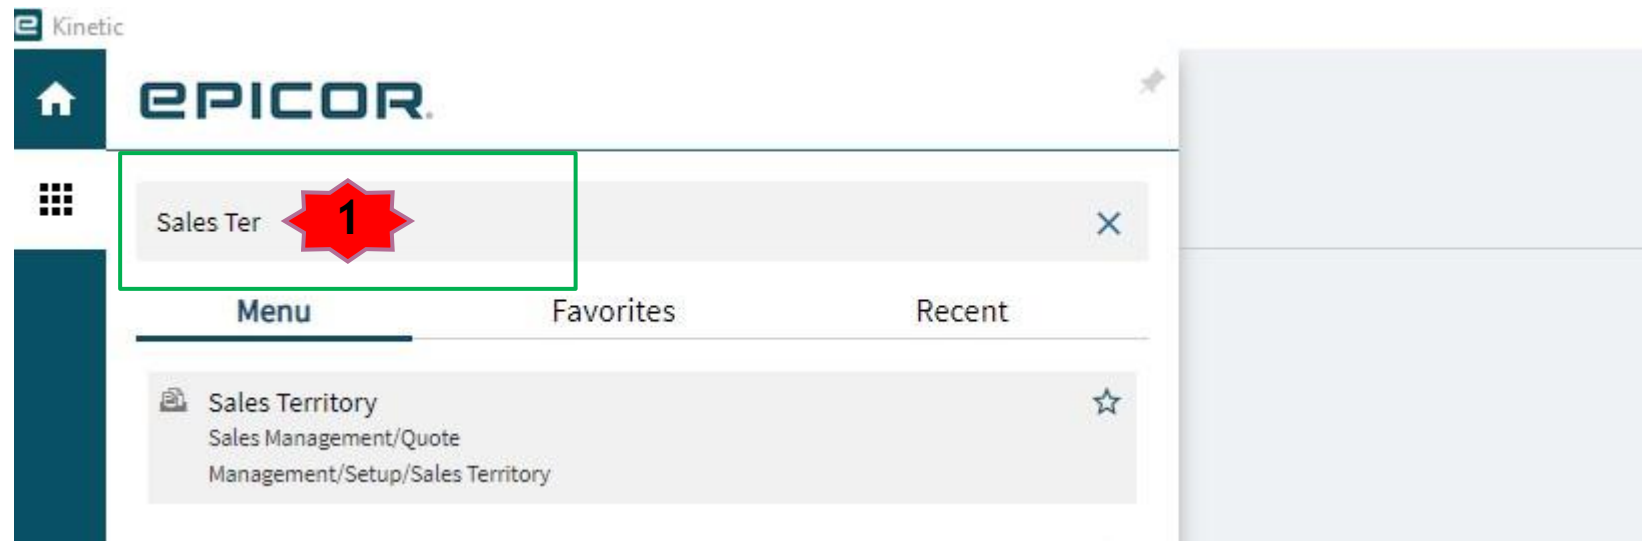 Kinetic
EPICOR.
Sales Ter
1
Menu Favorites Recent
Sales Territory
Sales Management/Quote
Management/Setup/Sales Territory